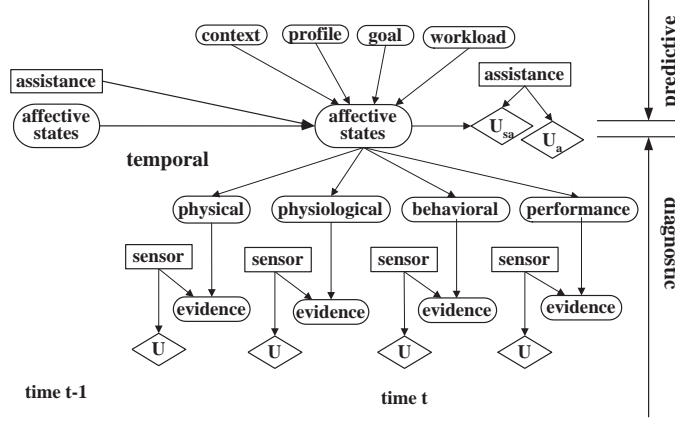 context
profile
goal
workload
predictive
assistance
assistance
affective
states
affective
states
U_sa
U_a
temporal
physical
physiological
behavioral
performance
diagnostic
sensor
sensor
sensor
sensor
evidence
evidence
evidence
evidence
U
U
U
U
time t-1
time t